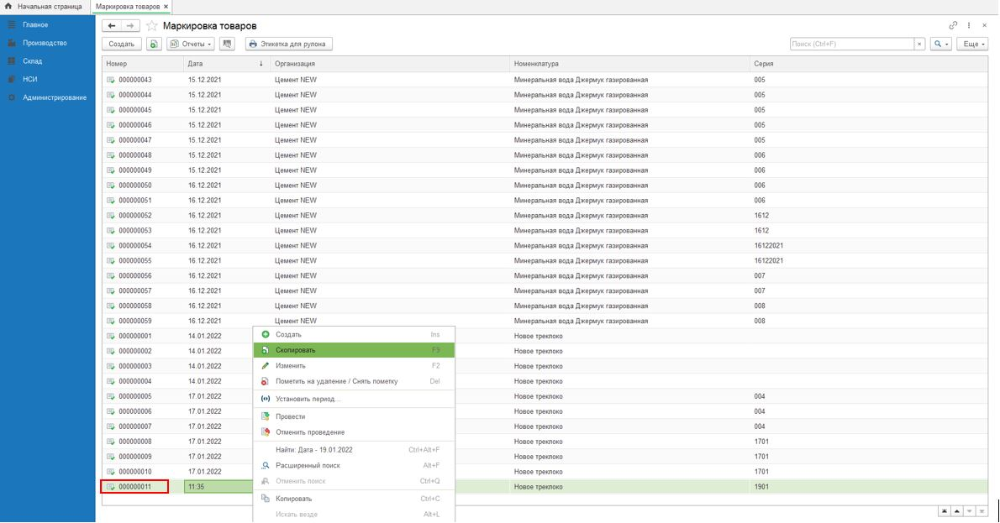 Начальная страница
Маркировка товаров ×
Главное
Производство
Склад
НСИ
Администрирование
Маркировка товаров
Создать Отчеты Этикетка для рулона Поиск (Ctrl+F) × Еще
Номер Дата ↓ Организация Номенклатура Серия
000000043 15.12.2021 Цемент NEW Минеральная вода Джермук газированная 005
000000044 15.12.2021 Цемент NEW Минеральная вода Джермук газированная 005
000000045 15.12.2021 Цемент NEW Минеральная вода Джермук газированная 005
000000046 15.12.2021 Цемент NEW Минеральная вода Джермук газированная 005
000000047 15.12.2021 Цемент NEW Минеральная вода Джермук газированная 005
000000048 15.12.2021 Цемент NEW Минеральная вода Джермук газированная 006
000000049 15.12.2021 Цемент NEW Минеральная вода Джермук газированная 006
000000050 16.12.2021 Цемент NEW Минеральная вода Джермук газированная 006
000000051 16.12.2021 Цемент NEW Минеральная вода Джермук газированная 006
000000052 16.12.2021 Цемент NEW Минеральная вода Джермук газированная 1612
000000053 16.12.2021 Цемент NEW Минеральная вода Джермук газированная 1612
000000054 16.12.2021 Цемент NEW Минеральная вода Джермук газированная 16122021
000000055 16.12.2021 Цемент NEW Минеральная вода Джермук газированная 16122021
000000056 16.12.2021 Цемент NEW Минеральная вода Джермук газированная 007
000000057 16.12.2021 Цемент NEW Минеральная вода Джермук газированная 007
000000058 16.12.2021 Цемент NEW Минеральная вода Джермук газированная 008
000000059 16.12.2021 Цемент NEW Минеральная вода Джермук газированная 008
000000001 14.01.2022 Новое треклоко
000000002 14.01.2022 Новое треклоко
000000003 14.01.2022 Новое треклоко
000000004 14.01.2022 Новое треклоко
000000005 17.01.2022 Новое треклоко 004
000000006 17.01.2022 Новое треклоко 004
000000007 17.01.2022 Новое треклоко 004
000000008 17.01.2022 Новое треклоко 1701
000000009 17.01.2022 Новое треклоко 1701
000000010 17.01.2022 Новое треклоко 1701
000000011 11:35 Новое треклоко 1901
Создать Ins
Скопировать F9
Изменить F2
Пометить на удаление / Снять пометку Del
Установить период...
Провести
Отменить проведение
Найти: Дата - 19.01.2022 Ctrl+Alt+F
Расширенный поиск Alt+F
Отменить поиск Ctrl+Q
Копировать Ctrl+C
Искать везде Alt+L